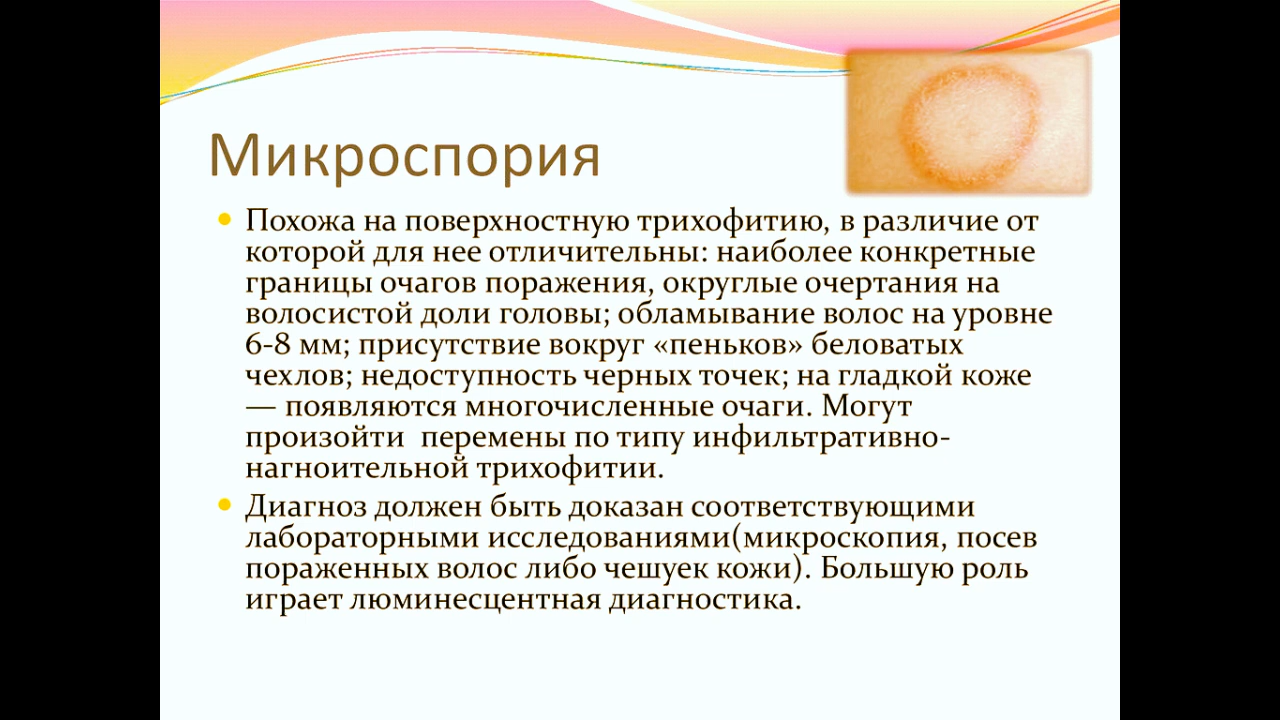 Микроспория
Похожа на поверхностную трихофитию, в различие от
которой для нее отличительны: наиболее конкретные
границы очагов поражения, округлые очертания на
волосистой доли головы; обламывание волос на уровне
6-8 мм; присутствие вокруг «пеньков» беловатых
чехлов; недоступность черных точек; на гладкой коже
— появляются многочисленные очаги. Могут
произойти  перемены по типу инфильтративно-
нагноительной трихофитии.
Диагноз должен быть доказан соответствующими
лабораторными исследованиями(микроскопия, посев
пораженных волос либо чешуек кожи). Большую роль
играет люминесцентная диагностика.